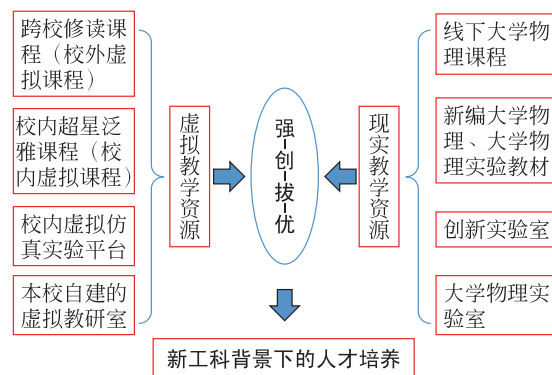 跨校修读课
程（校外虚
拟课程）
校内超星泛
雅课程（校
内虚拟课程）
校内虚拟仿
真实验平台
本校自建的
虚拟教研室
虚拟教学资源
强-创-拔-优
现实教学资源
线下大学物
理课程
新编大学物
理、大学物
理实验教材
创新实验室
大学物理实
验室
新工科背景下的人才培养